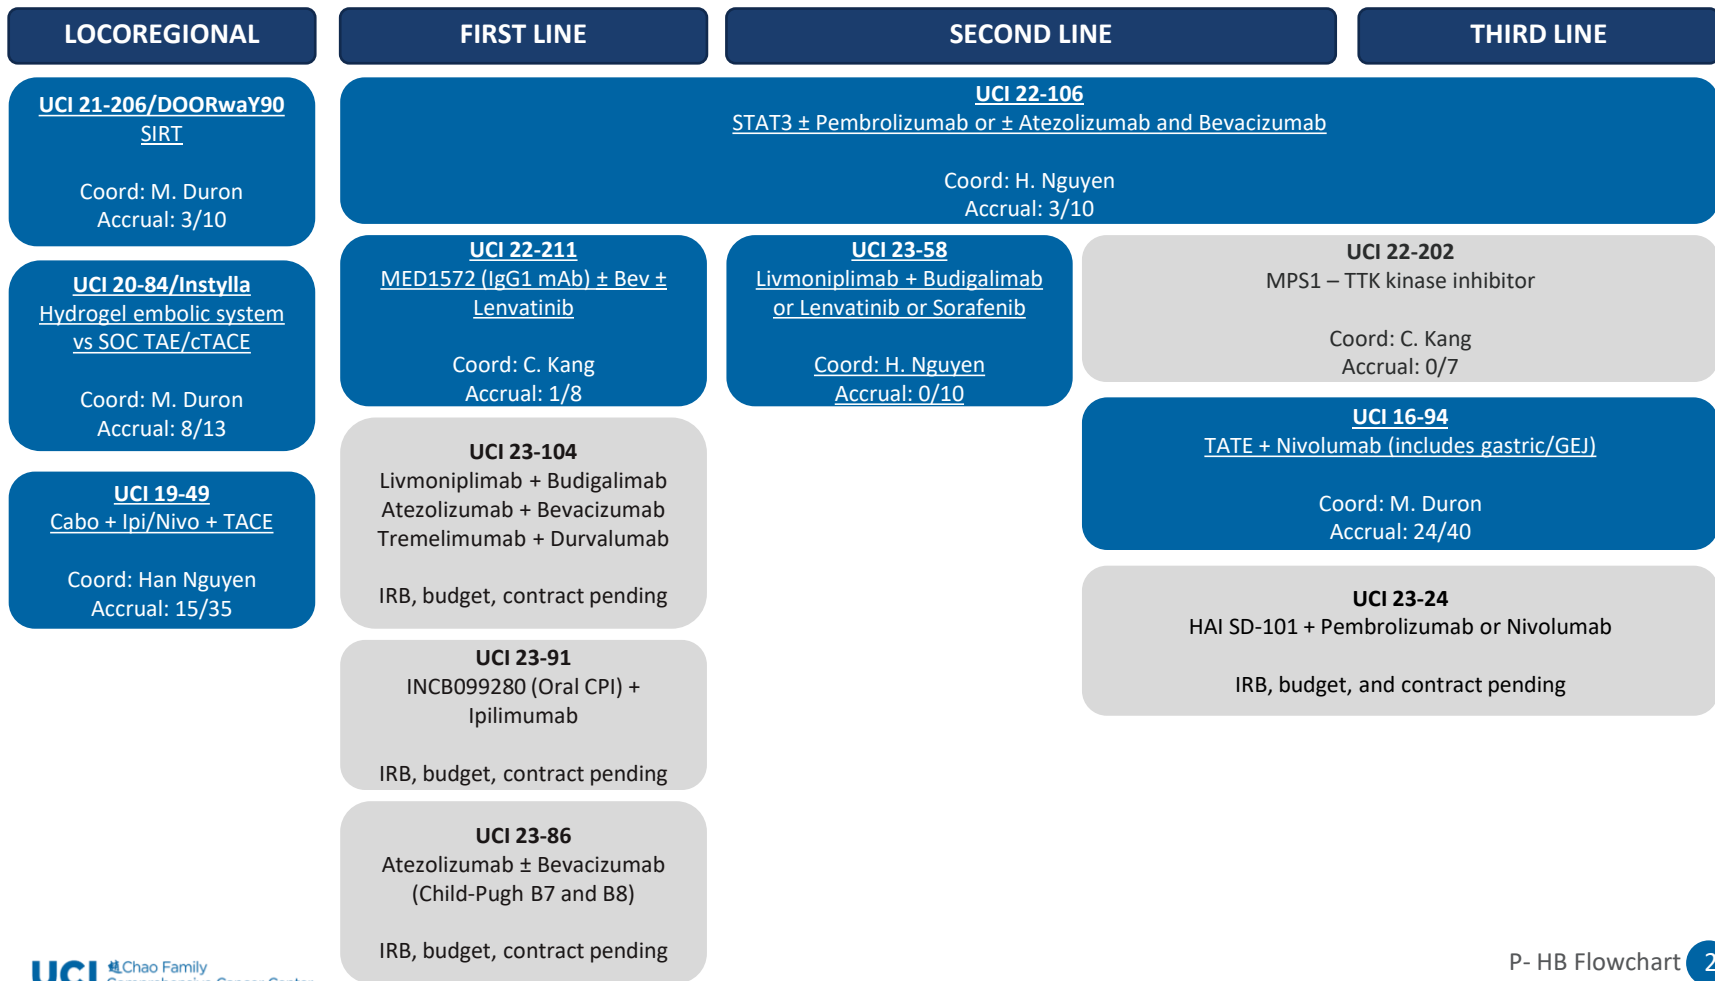 LOCOREGIONAL
FIRST LINE
SECOND LINE
THIRD LINE
UCI 21-206/DOORwaY90
SIRT
Coord: M. Duron
Accrual: 3/10
UCI 20-84/Instylla
Hydrogel embolic system
vs SOC TAE/cTACE
Coord: M. Duron
Accrual: 8/13
UCI 19-49
Cabo + Ipi/Nivo + TACE
Coord: Han Nguyen
Accrual: 15/35
UCI 22-106
STAT3 ± Pembrolizumab or ± Atezolizumab and Bevacizumab
Coord: H. Nguyen
Accrual: 3/10
UCI 22-211
MED1572 (IgG1 mAb) ± Bev ±
Lenvatinib
Coord: C. Kang
Accrual: 1/8
UCI 23-104
Livmoniplimab + Budigalimab
Atezolizumab + Bevacizumab
Tremelimumab + Durvalumab
IRB, budget, contract pending
UCI 23-91
INCB099280 (Oral CPI) +
Ipilimumab
IRB, budget, contract pending
UCI 23-86
Atezolizumab ± Bevacizumab
(Child-Pugh B7 and B8)
IRB, budget, contract pending
UCI 23-58
Livmoniplimab + Budigalimab
or Lenvatinib or Sorafenib
Coord: H. Nguyen
Accrual: 0/10
UCI 22-202
MPS1 – TTK kinase inhibitor
Coord: C. Kang
Accrual: 0/7
UCI 16-94
TATE + Nivolumab (includes gastric/GEJ)
Coord: M. Duron
Accrual: 24/40
UCI 23-24
HAI SD-101 + Pembrolizumab or Nivolumab
IRB, budget, and contract pending
UCI Chao Family
Comprehensive Cancer Center
P- HB Flowchart 2